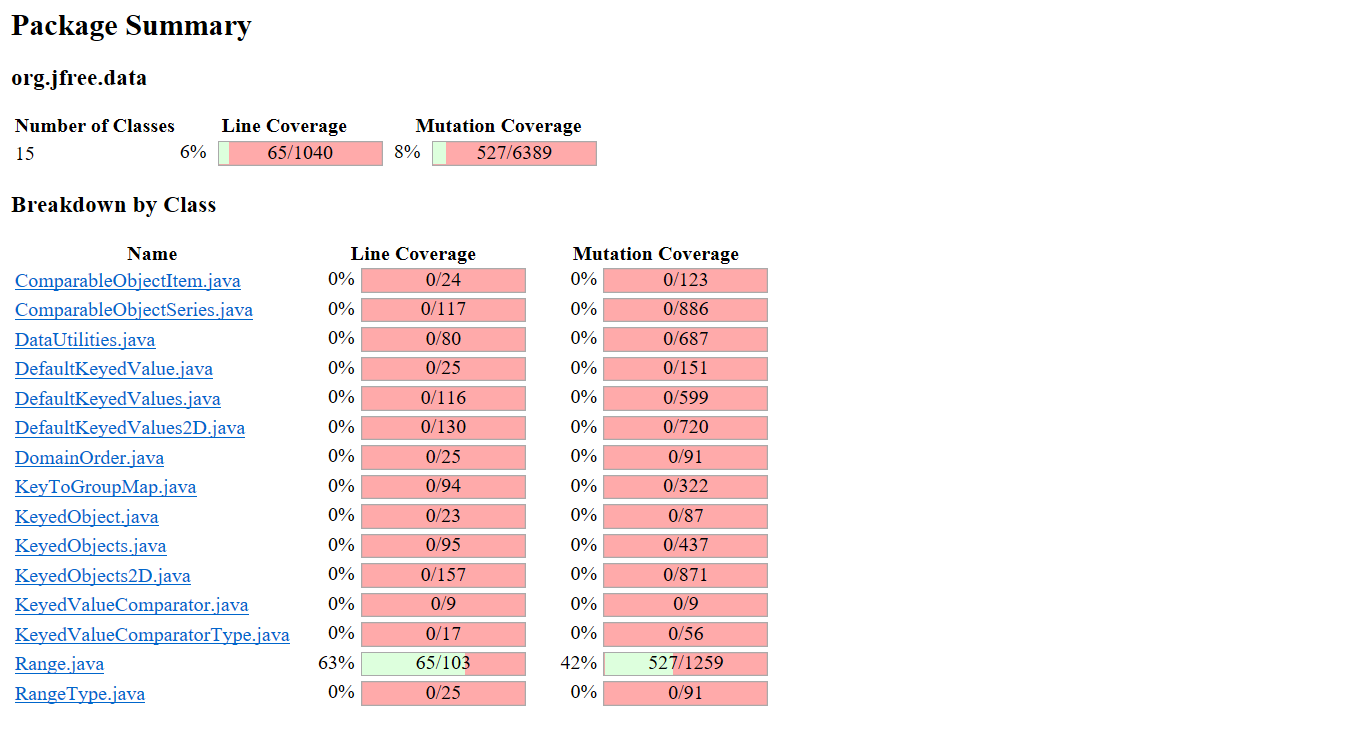 Package Summary
org.jfree.data
Number of Classes Line Coverage Mutation Coverage
15 6% 65/1040 8% 527/6389
Breakdown by Class
Name Line Coverage Mutation Coverage
ComparableObjectItem.java 0% 0/24 0% 0/123
ComparableObjectSeries.java 0% 0/117 0% 0/886
DataUtilities.java 0% 0/80 0% 0/687
DefaultKeyedValue.java 0% 0/25 0% 0/151
DefaultKeyedValues.java 0% 0/116 0% 0/599
DefaultKeyedValues2D.java 0% 0/130 0% 0/720
DomainOrder.java 0% 0/25 0% 0/91
KeyToGroupMap.java 0% 0/94 0% 0/322
KeyedObject.java 0% 0/23 0% 0/87
KeyedObjects.java 0% 0/95 0% 0/437
KeyedObjects2D.java 0% 0/157 0% 0/871
KeyedValueComparator.java 0% 0/9 0% 0/9
KeyedValueComparatorType.java 0% 0/17 0% 0/56
Range.java 63% 65/103 42% 527/1259
RangeType.java 0% 0/25 0% 0/91